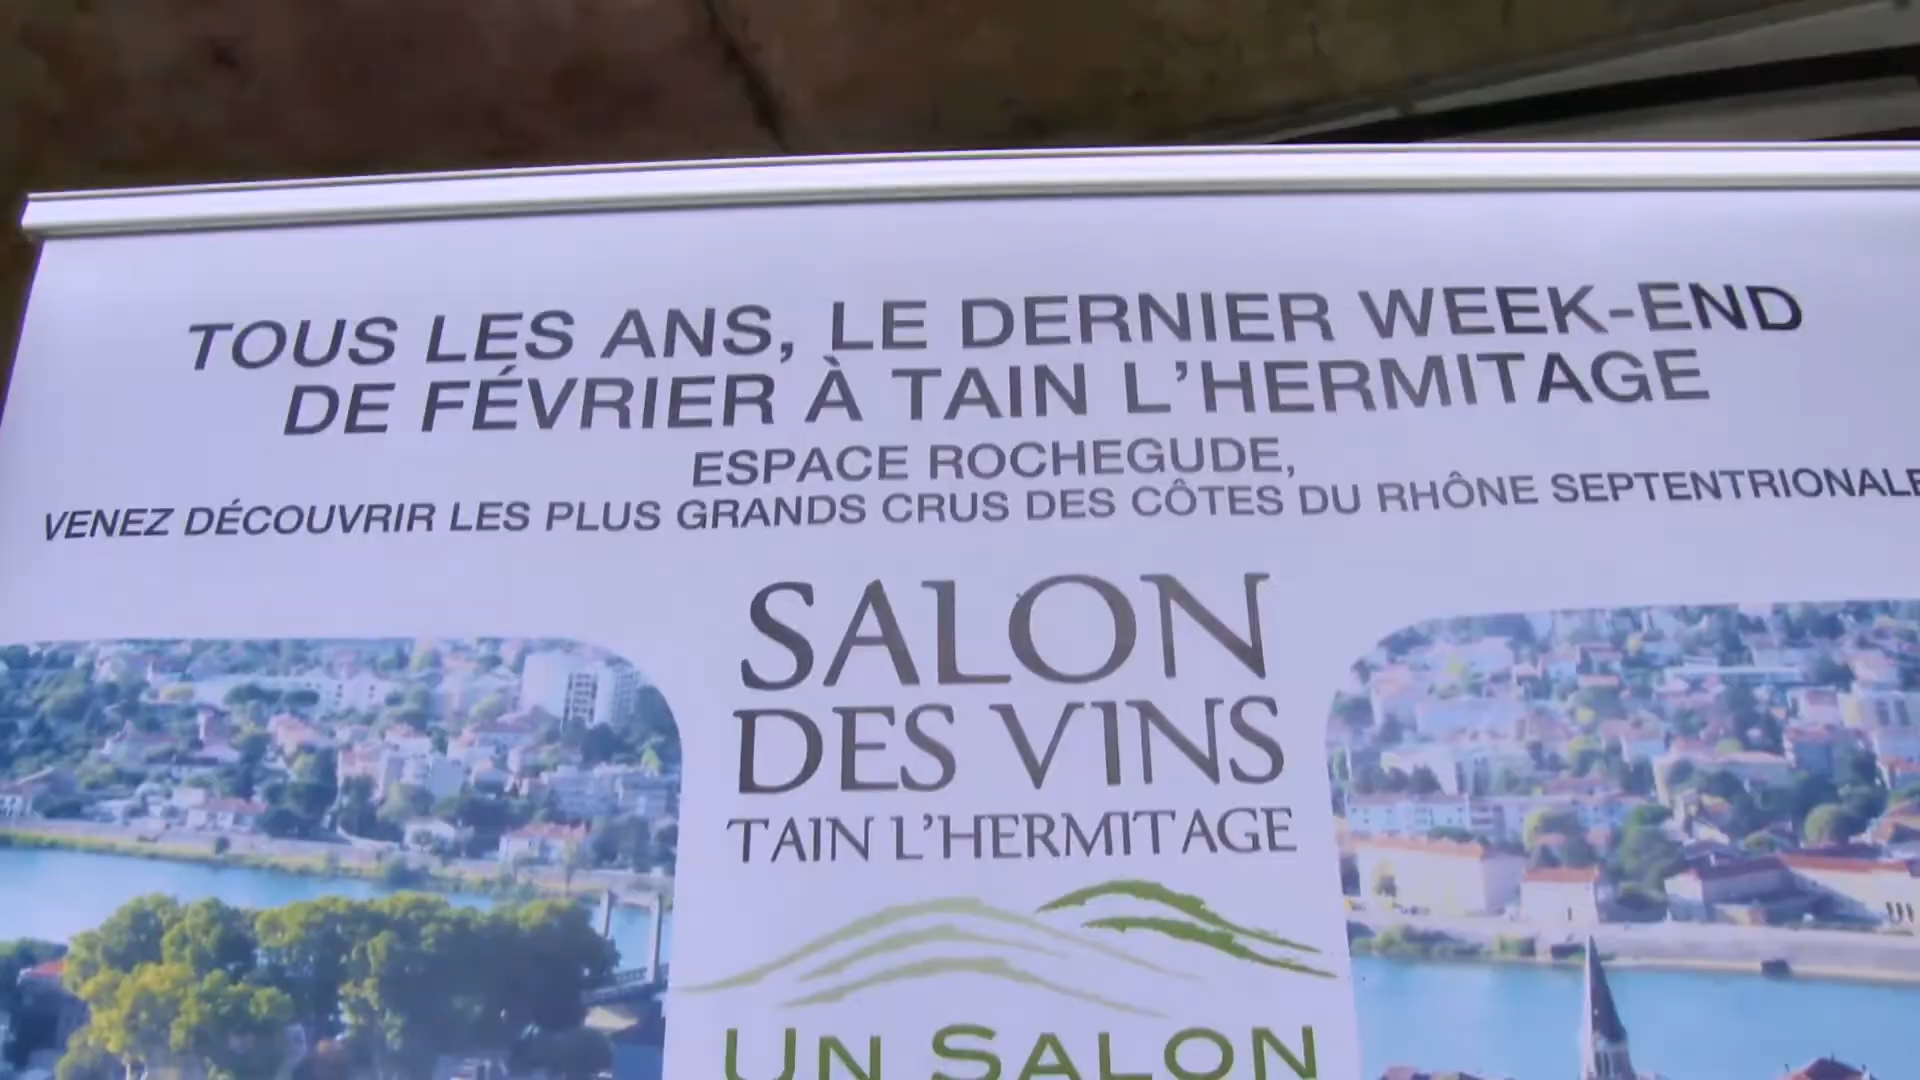 TOUS LES ANS, LE DERNIER WEEK-END
DE FÉVRIER À TAIN L'HERMITAGE
ESPACE ROCHEGUDE,
VENEZ DÉCOUVRIR LES PLUS GRANDS CRUS DES CÔTES DU RHÔNE SEPTENTRIONALE
SALON
DES VINS
TAIN L'HERMITAGE
UN SALON